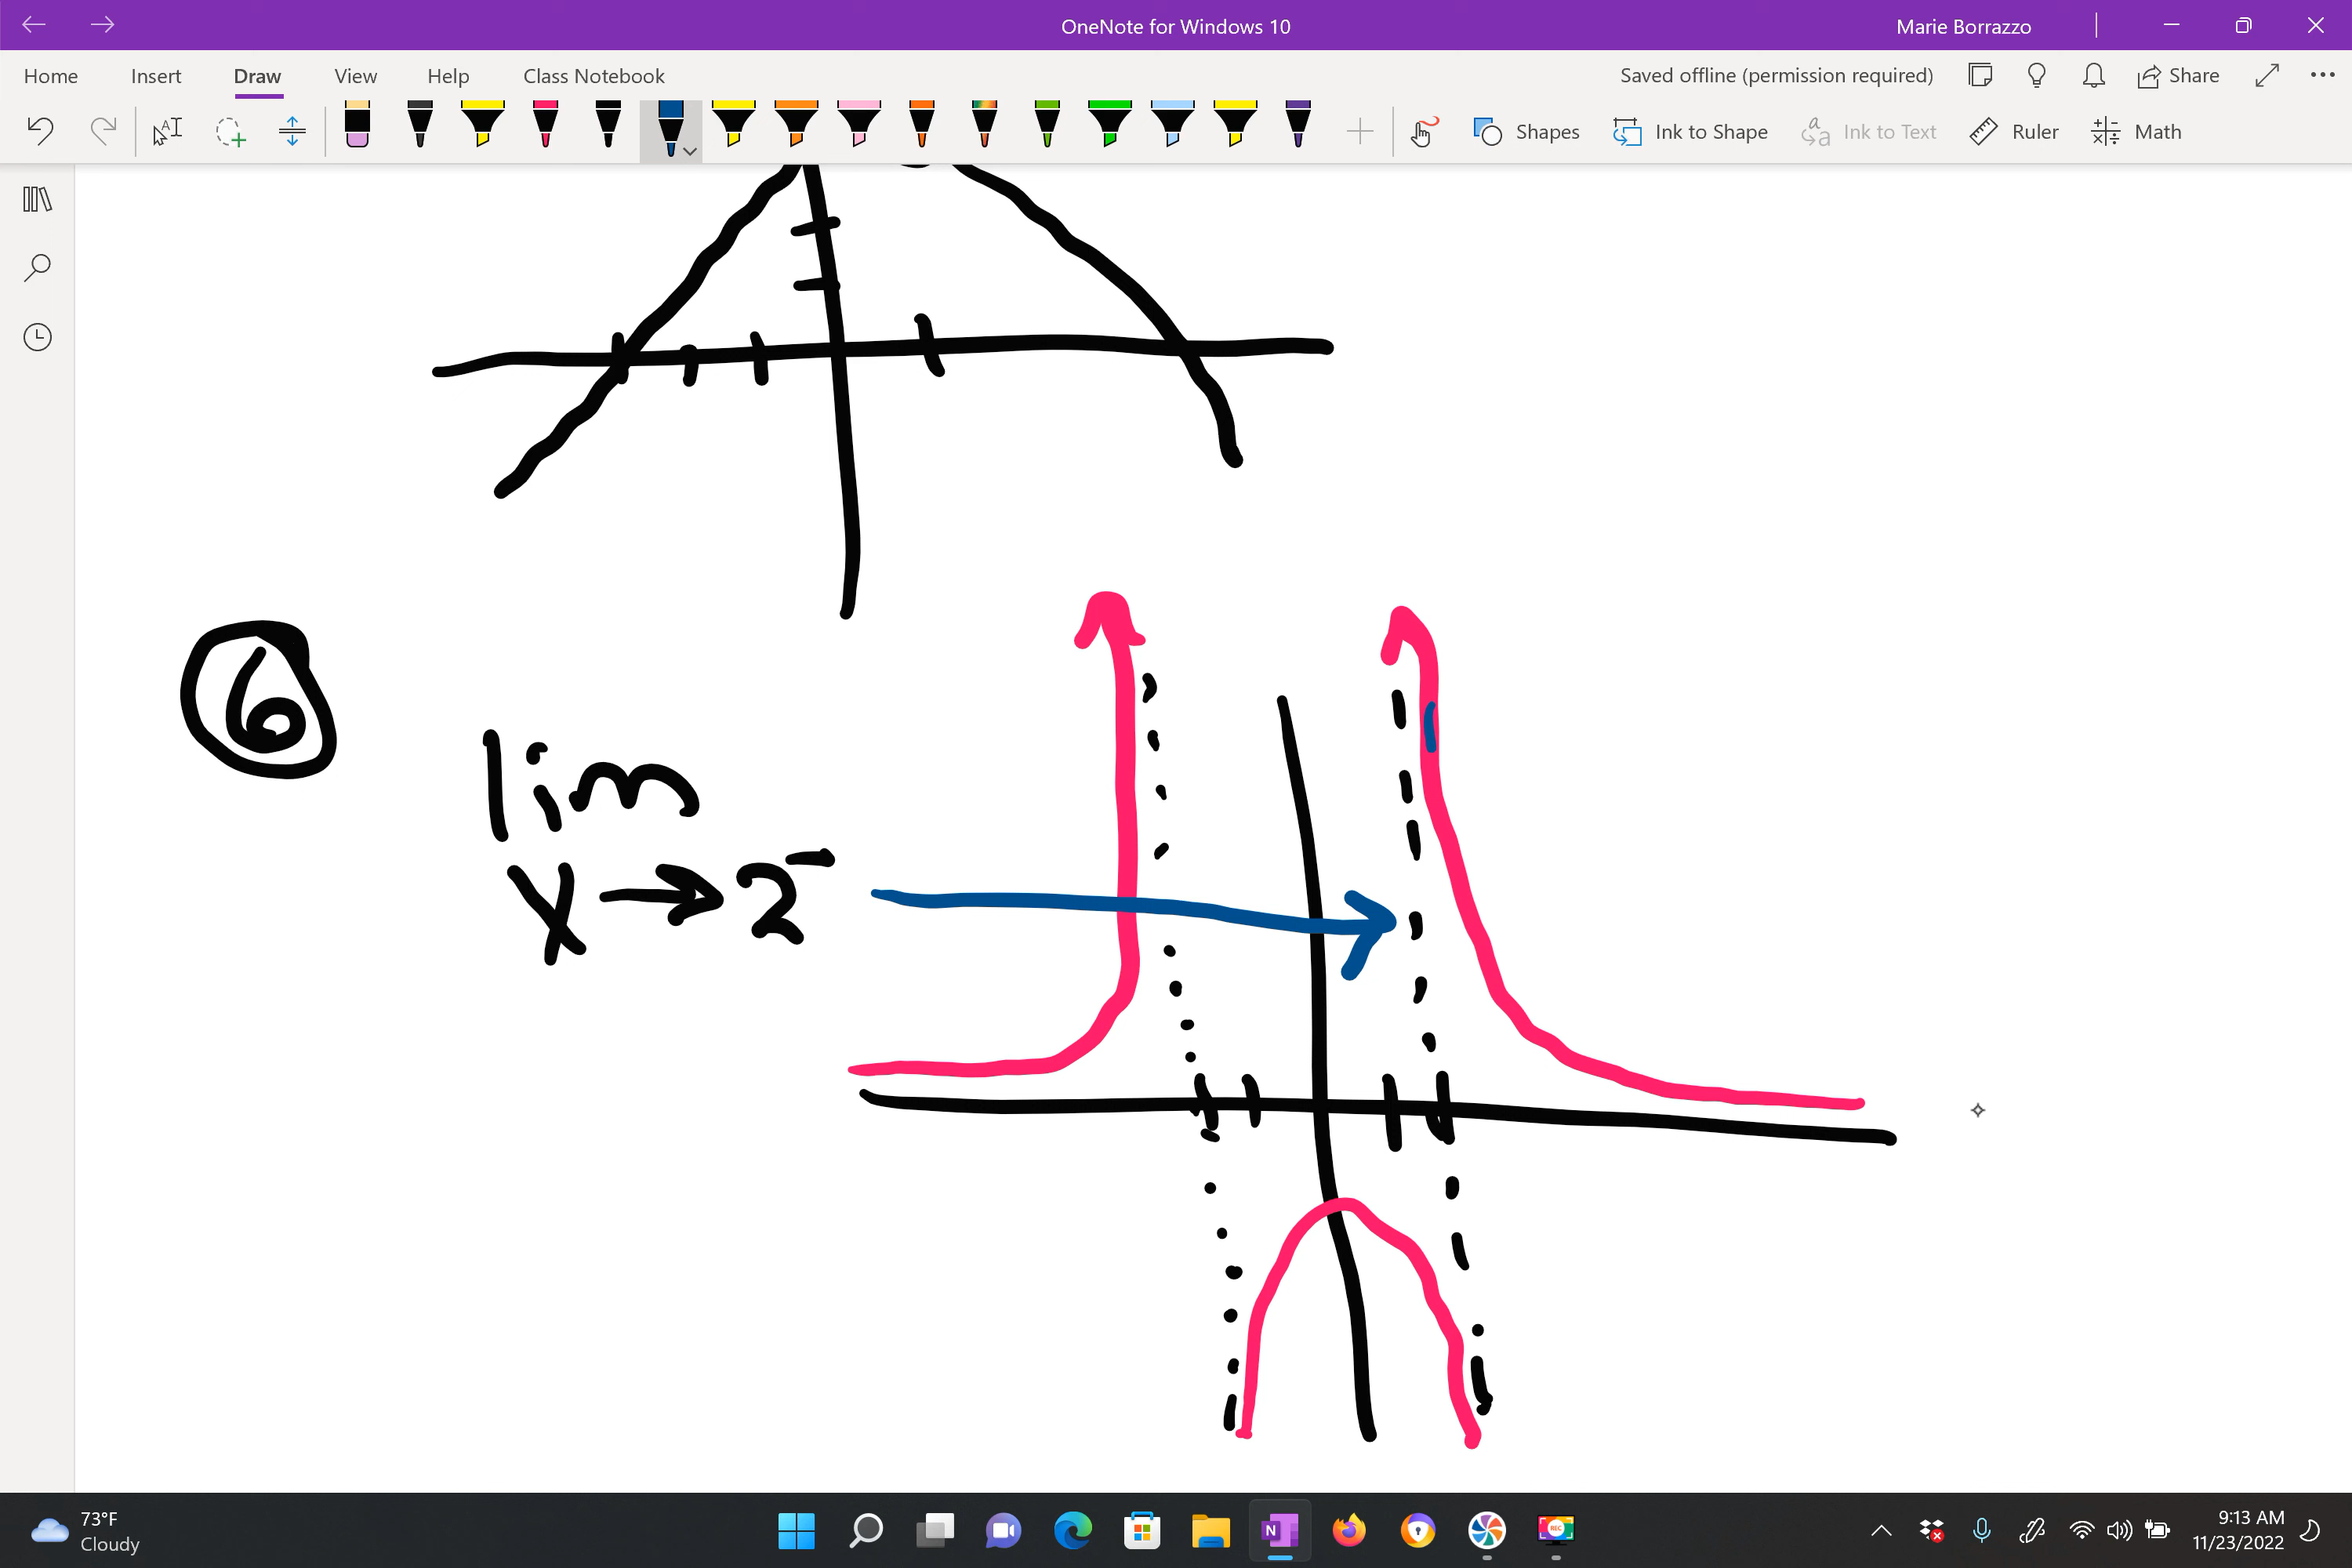 OneNote for Windows 10
Marie Borrazzo
Home Insert Draw View Help Class Notebook
Saved offline (permission required)
Share
Shapes Ink to Shape Ink to Text Ruler Math
6
lim
x→2⁻
73°F
Cloudy
9:13 AM
11/23/2022